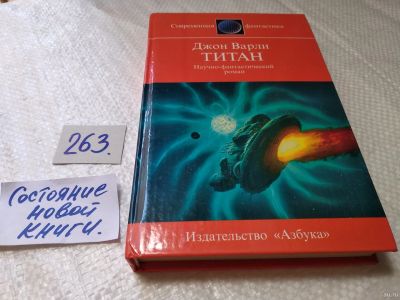 Современная фантастика
Джон Варли
ТИТАН
Научно-фантастический
роман
Издательство «Азбука»
263.
Состояние
новой
книги.